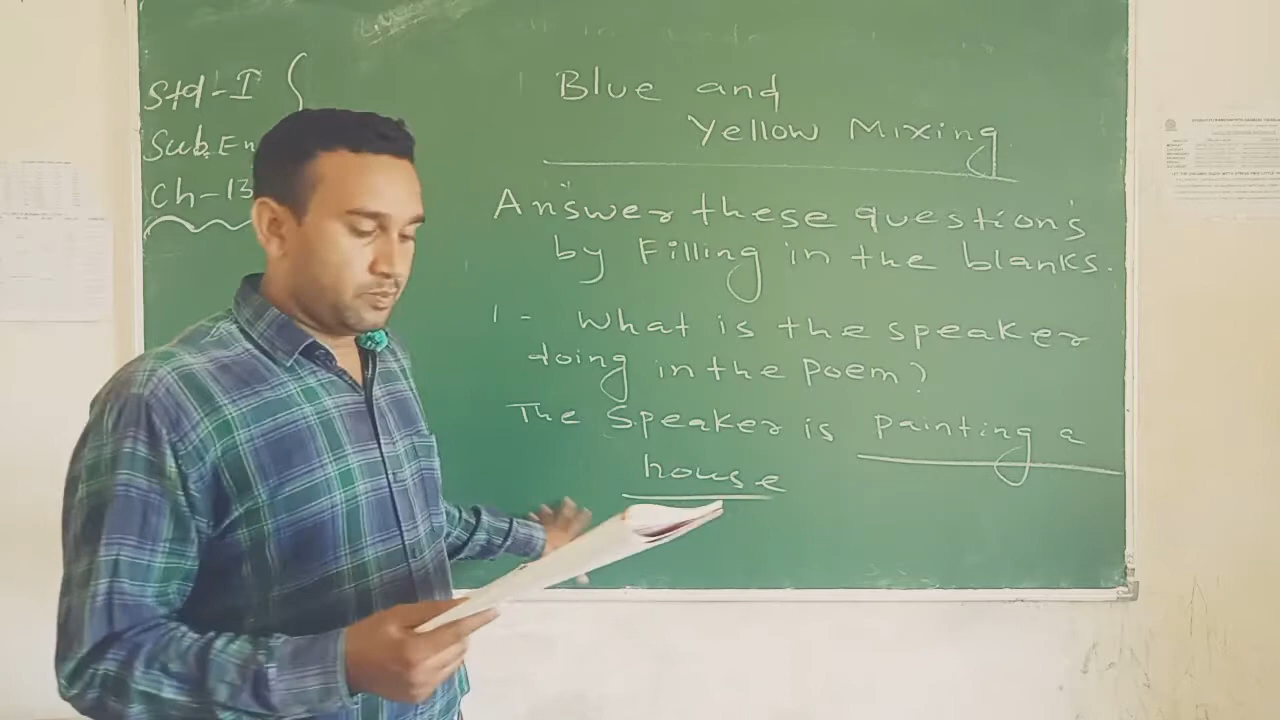 Std-I
Sub. En
Ch-13
Blue and
Yellow Mixing
Answer these question's
by Filling in the blanks.
1- What is the speaker
doing in the poem?
The Speaker is painting a
house